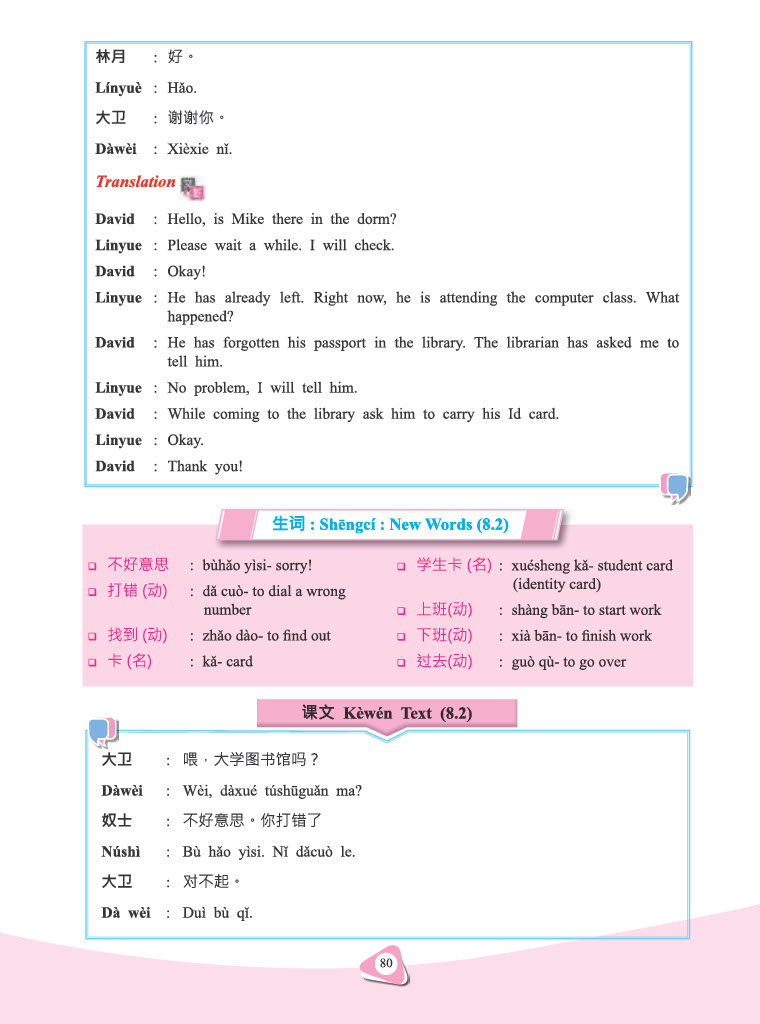 林月 : 好。
Línyuè : Hǎo.
大卫 : 谢谢你。
Dàwèi : Xièxie nǐ.
Translation
David : Hello, is Mike there in the dorm?
Linyue : Please wait a while. I will check.
David : Okay!
Linyue : He has already left. Right now, he is attending the computer class. What
happened?
David : He has forgotten his passport in the library. The librarian has asked me to
tell him.
Linyue : No problem, I will tell him.
David : While coming to the library ask him to carry his Id card.
Linyue : Okay.
David : Thank you!
生词 : Shēngcí : New Words (8.2)
不好意思 : bùhǎo yìsi- sorry!
打错 (动) : dǎ cuò- to dial a wrong
number
找到 (动) : zhǎo dào- to find out
卡 (名) : kǎ- card
学生卡 (名) : xuésheng kǎ- student card
(identity card)
上班(动) : shàng bān- to start work
下班(动) : xià bān- to finish work
过去(动) : guò qù- to go over
课文 Kèwén Text (8.2)
大卫 : 喂，大学图书馆吗？
Dàwèi : Wèi, dàxué túshūguǎn ma?
奴士 : 不好意思。你打错了
Núshì : Bù hǎo yìsi. Nǐ dǎcuò le.
大卫 : 对不起。
Dà wèi : Duì bù qǐ.
80